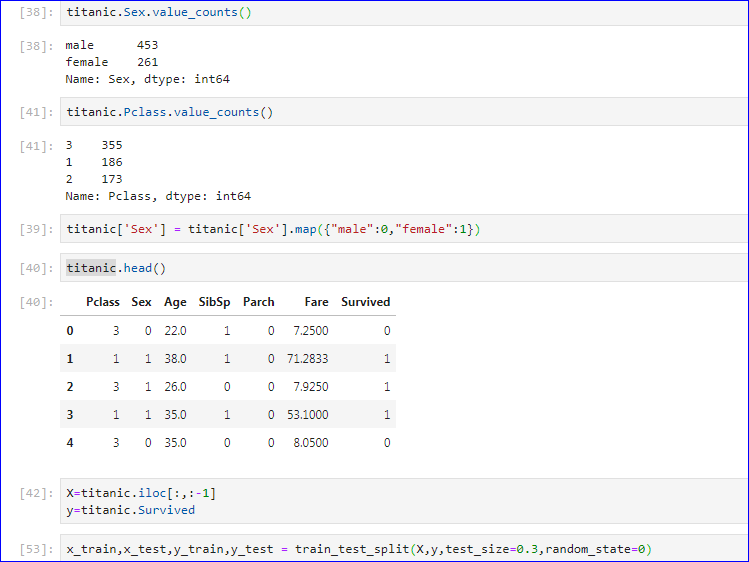 [38]: titanic.Sex.value_counts()
[38]: male 453
female 261
Name: Sex, dtype: int64
[41]: titanic.Pclass.value_counts()
[41]: 3 355
1 186
2 173
Name: Pclass, dtype: int64
[39]: titanic['Sex'] = titanic['Sex'].map({"male":0,"female":1})
[40]: titanic.head()
[40]: Pclass Sex Age SibSp Parch Fare Survived
0 3 0 22.0 1 0 7.2500 0
1 1 1 38.0 1 0 71.2833 1
2 3 1 26.0 0 0 7.9250 1
3 1 1 35.0 1 0 53.1000 1
4 3 0 35.0 0 0 8.0500 0
[42]: X=titanic.iloc[:,:-1]
y=titanic.Survived
[53]: x_train,x_test,y_train,y_test = train_test_split(X,y,test_size=0.3,random_state=0)